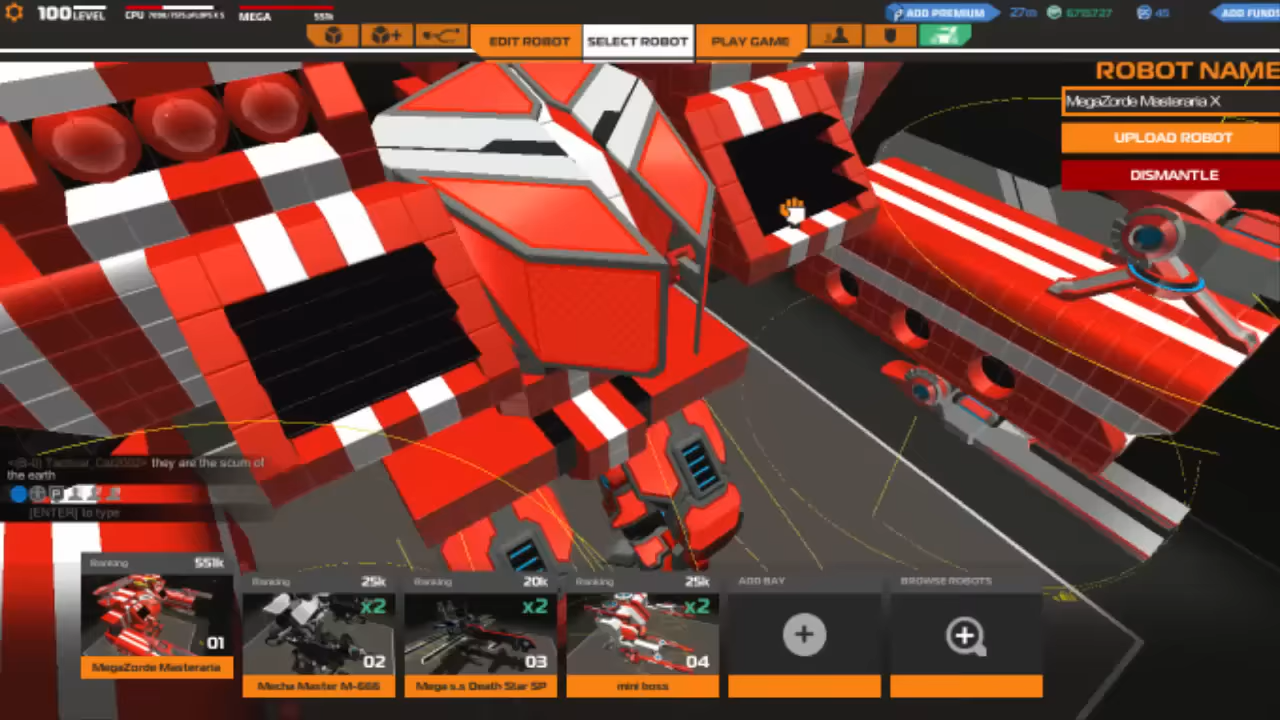 100 LEVEL
CPU
MEGA
551k
ADD PREMIUM
27m
45
ADD FUNDS
EDIT ROBOT
SELECT ROBOT
PLAY GAME
ROBOT NAME
MegaZorde Masteraria X
UPLOAD ROBOT
DISMANTLE
they are the scum of
the earth
[ENTER] to type
Ranking 551k
01
MegaZorde Masteraria
Ranking 25k
x2
02
Mecha Master M-666
Ranking 20k
x2
03
Mega s.s Death Star SP
Ranking 25k
x2
04
mini boss
ADD BAY
BROWSE ROBOTS